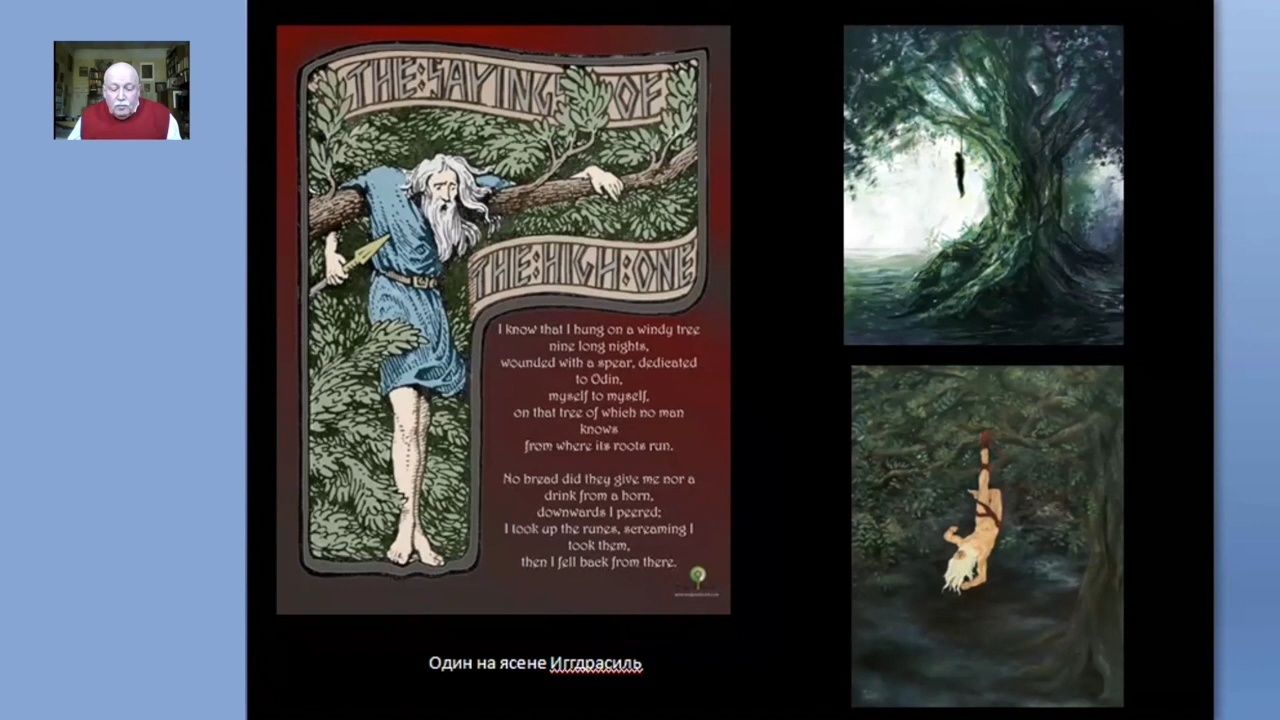 THE:SAYINGS OF
THE:HIGH:ONE
I know that I hung on a windy tree
nine long nights,
wounded with a spear, dedicated
to Odin,
myself to myself,
on that tree of which no man
knows
from where its roots run.
No bread did they give me nor a
drink from a horn,
downwards I peered;
I took up the runes, screaming I
took them,
then I fell back from there.
Один на ясене Иггдрасиль